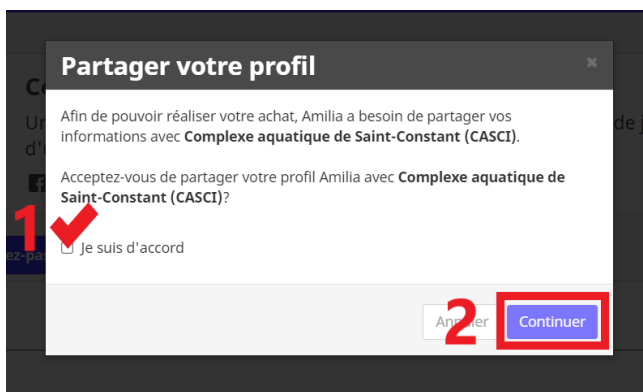 Partager votre profil
×
Afin de pouvoir réaliser votre achat, Amilia a besoin de partager vos
informations avec Complexe aquatique de Saint-Constant (CASCI).
Acceptez-vous de partager votre profil Amilia avec Complexe aquatique de
Saint-Constant (CASCI)?
1
Je suis d'accord
2
Continuer